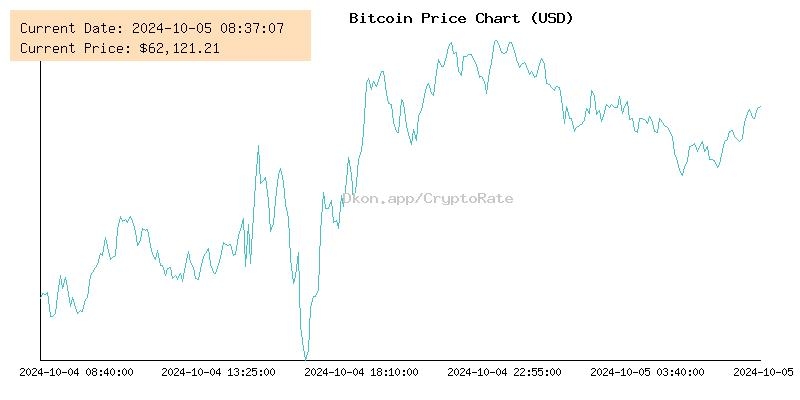 Bitcoin Price Chart (USD)
Current Date: 2024-10-05 08:37:07
Current Price: $62,121.21
Dkon.app/CryptoRate
2024-10-04 08:40:00 2024-10-04 13:25:00 2024-10-04 18:10:00 2024-10-04 22:55:00 2024-10-05 03:40:00 2024-10-05